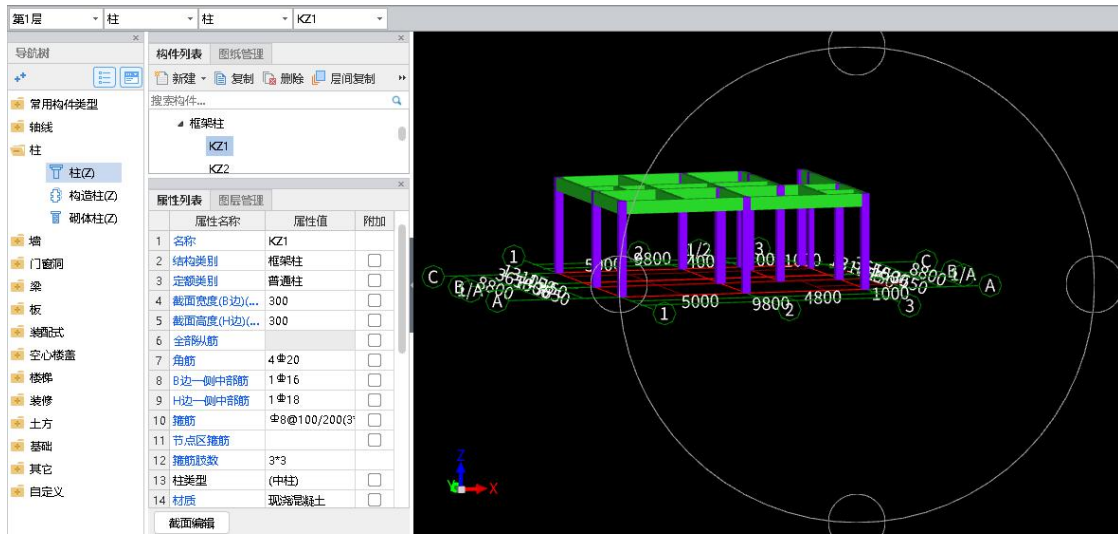 第1层 柱 柱 KZ1
导航树
常用构件类型
轴线
柱
柱(Z)
构造柱(Z)
砌体柱(Z)
墙
门窗洞
梁
板
装配式
空心楼盖
楼梯
装修
土方
基础
其它
自定义
构件列表 图纸管理
新建 复制 删除 层间复制
搜索构件...
框架柱
KZ1
KZ2
属性列表 图层管理
属性名称 属性值 附加
1 名称 KZ1
2 结构类别 框架柱
3 定额类别 普通柱
4 截面宽度(B边)(... 300
5 截面高度(H边)(... 300
6 全部纵筋
7 角筋 4⌽20
8 B边一侧中部筋 1⌽16
9 H边一侧中部筋 1⌽18
10 箍筋 ⌽8@100/200(3*
11 节点区箍筋
12 箍筋肢数 3*3
13 柱类型 (中柱)
14 材质 现浇混凝土
截面编辑
1 2 1/2 3
9800
C B 1/A A
8800
C B 1/A A
8800
5000 9800 4800 1000
1 2 3
Z
Y X